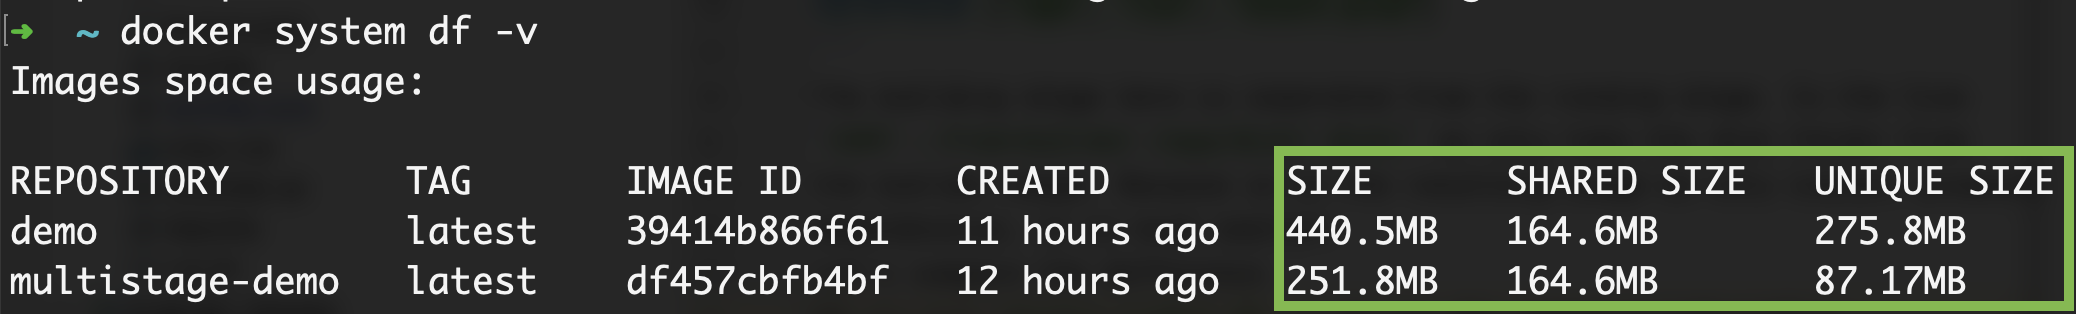 ➜ ~ docker system df -v
Images space usage:
REPOSITORY TAG IMAGE ID CREATED SIZE SHARED SIZE UNIQUE SIZE
demo latest 39414b866f61 11 hours ago 440.5MB 164.6MB 275.8MB
multistage-demo latest df457cbfb4bf 12 hours ago 251.8MB 164.6MB 87.17MB